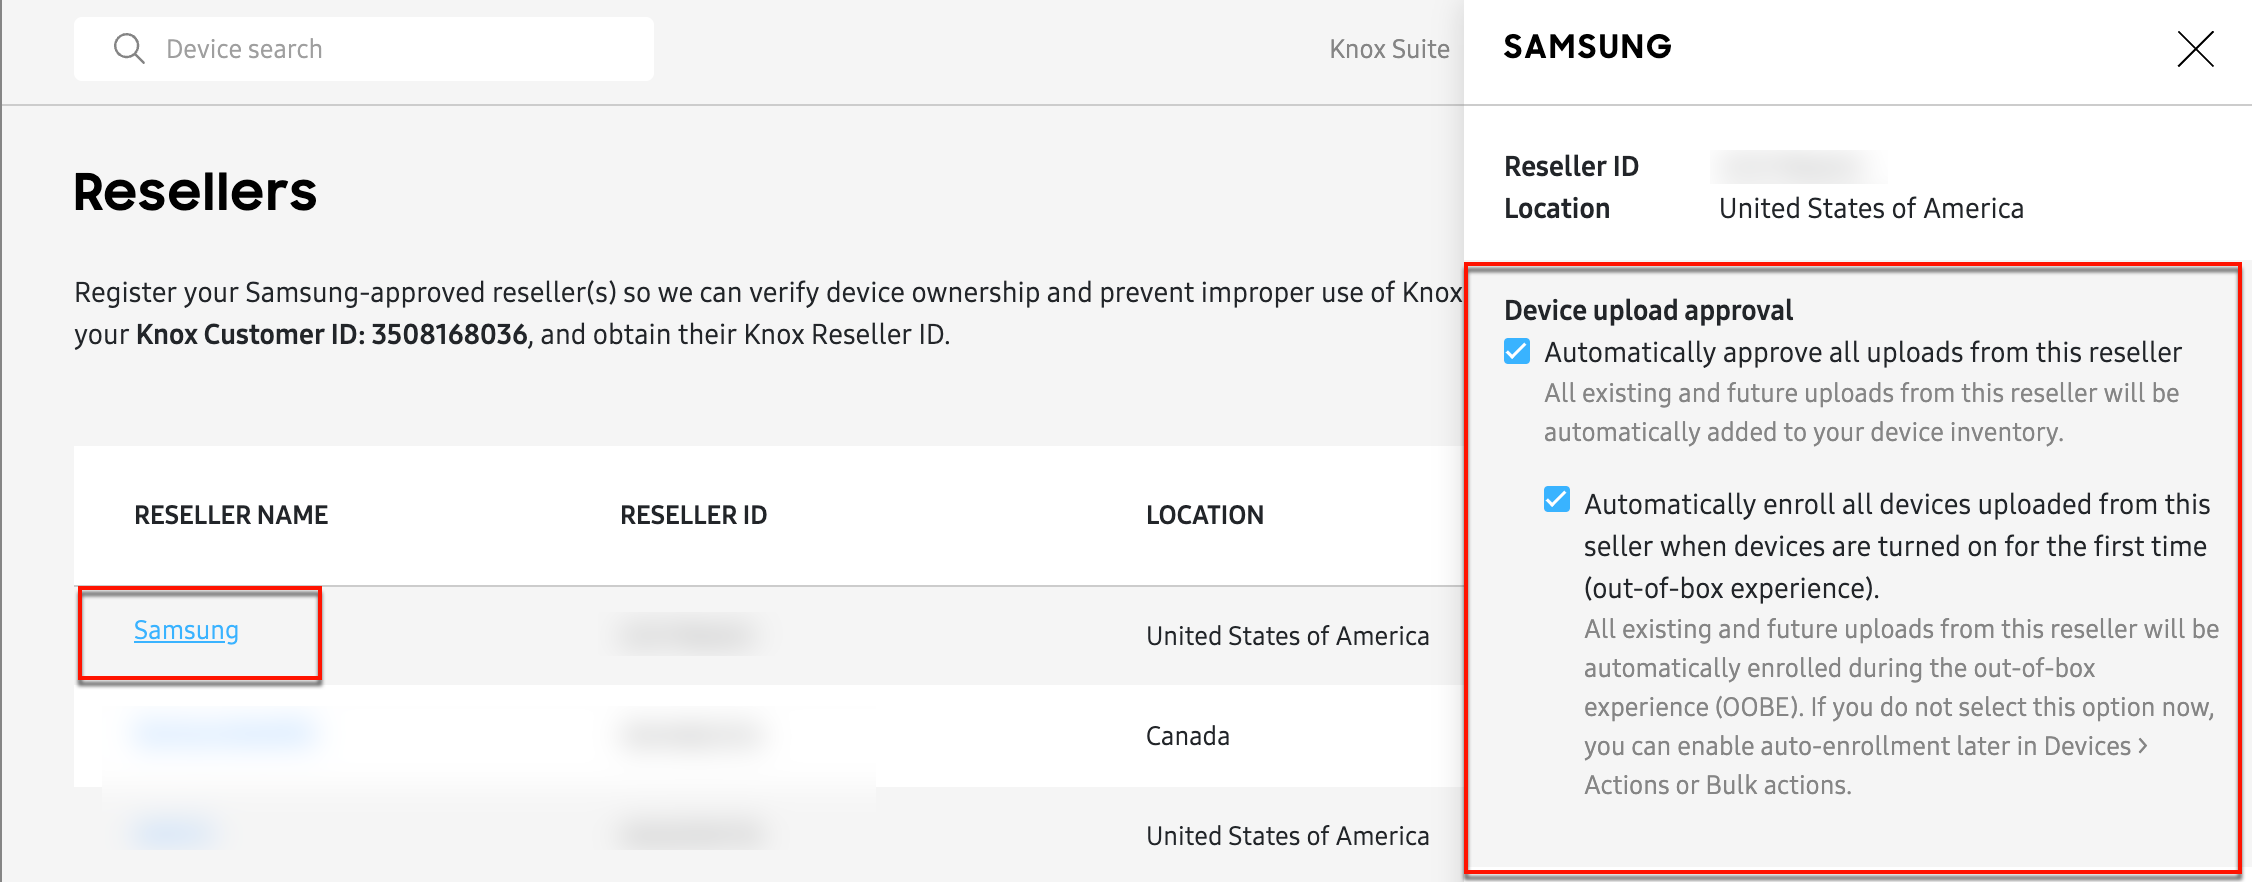 Device search
Knox Suite
Resellers
Register your Samsung-approved reseller(s) so we can verify device ownership and prevent improper use of Knox
your Knox Customer ID: 3508168036, and obtain their Knox Reseller ID.
RESELLER NAME RESELLER ID LOCATION
Samsung United States of America
Canada
United States of America
SAMSUNG
Reseller ID
Location United States of America
Device upload approval
Automatically approve all uploads from this reseller
All existing and future uploads from this reseller will be
automatically added to your device inventory.
Automatically enroll all devices uploaded from this
seller when devices are turned on for the first time
(out-of-box experience).
All existing and future uploads from this reseller will be
automatically enrolled during the out-of-box
experience (OOBE). If you do not select this option now,
you can enable auto-enrollment later in Devices >
Actions or Bulk actions.